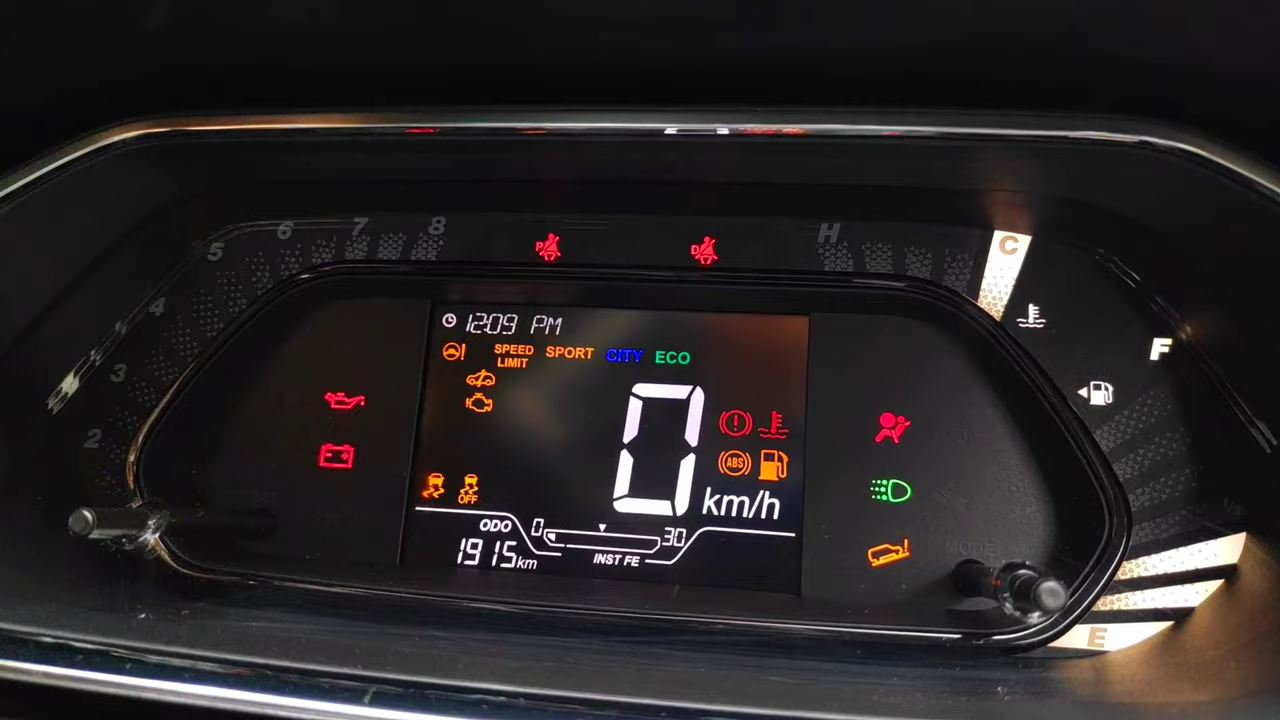 2
3
4
5
6
7
8
P
D
H
C
F
E
12:09 PM
SPEED LIMIT SPORT CITY ECO
0
km/h
ABS
OFF
ODO
1915km
0 30
INST FE
MODE
SET